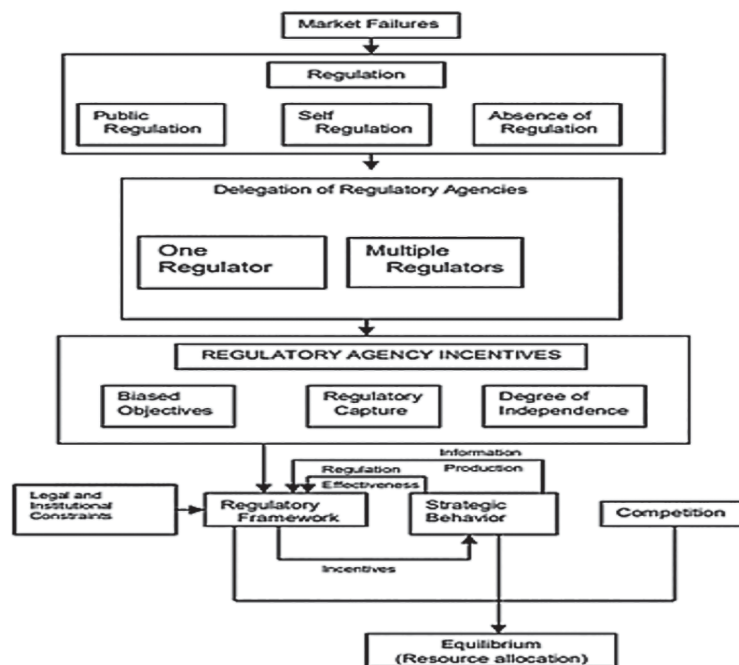 Market Failures
Regulation
Public
Regulation
Self
Regulation
Absence of
Regulation
Delegation of Regulatory Agencies
One
Regulator
Multiple
Regulators
REGULATORY AGENCY INCENTIVES
Biased
Objectives
Regulatory
Capture
Degree of
Independence
Information
Regulation Production
Effectiveness
Legal and
Institutional
Constraints
Regulatory
Framework
Strategic
Behavior
Competition
Incentives
Equilibrium
(Resource allocation)